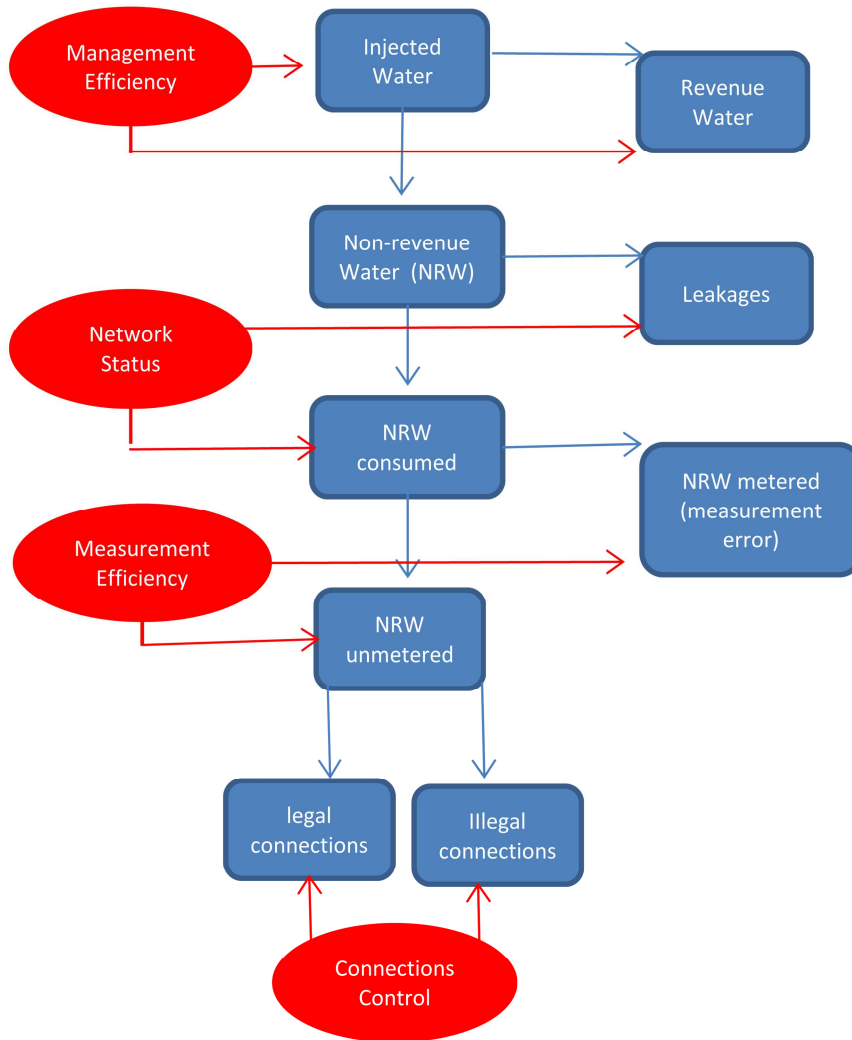 Management
Efficiency
Injected
Water
Revenue
Water
Non-revenue
Water (NRW)
Leakages
Network
Status
NRW
consumed
NRW metered
(measurement
error)
Measurement
Efficiency
NRW
unmetered
legal
connections
Illegal
connections
Connections
Control